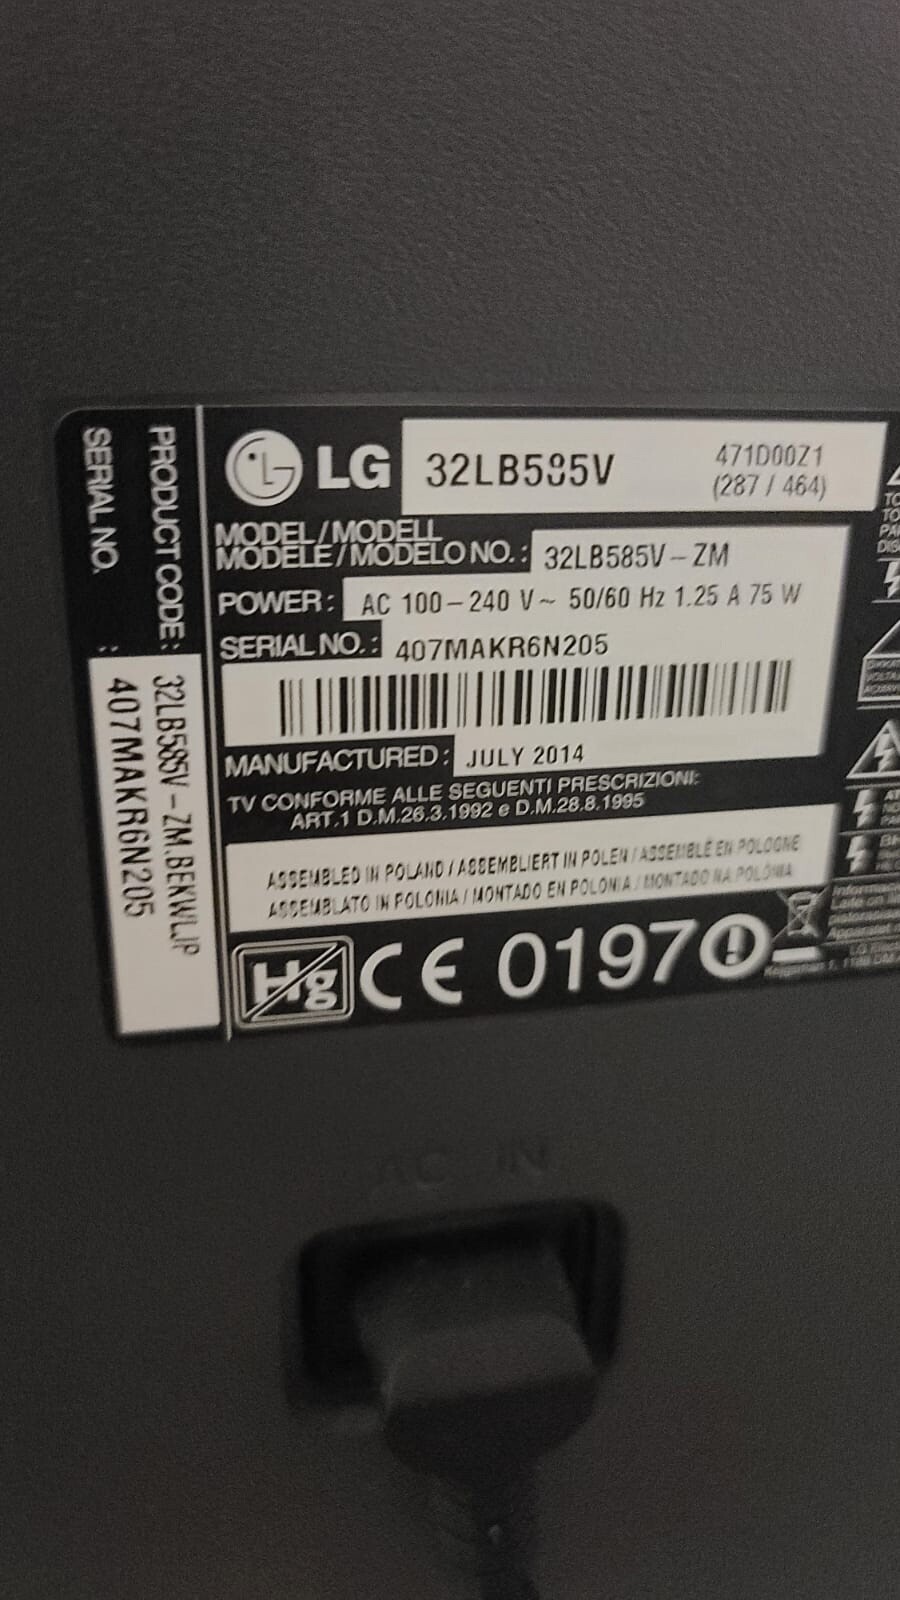 LG 32LB585V 471D00Z1
(287 / 464)
MODEL / MODELL
MODÈLE / MODELO NO. : 32LB585V – ZM
POWER : AC 100 – 240 V ~ 50/60 Hz 1.25 A 75 W
SERIAL NO. : 407MAKR6N205
MANUFACTURED : JULY 2014
TV CONFORME ALLE SEGUENTI PRESCRIZIONI:
ART.1 D.M.26.3.1992 e D.M.28.8.1995
ASSEMBLED IN POLAND / ASSEMBLIERT IN POLEN / ASSEMBLÉ EN POLOGNE
ASSEMBLATO IN POLONIA / MONTADO EN POLONIA / MONTADO NA POLÓNIA
Hg CE 0197
PRODUCT CODE : 32LB585V – ZM.BEKWLJP
SERIAL NO. : 407MAKR6N205
AC IN